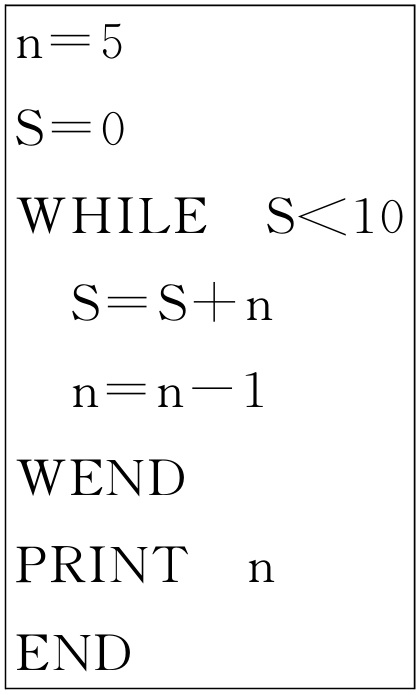 n=5
S=0
WHILE S<10
S=S+n
n=n-1
WEND
PRINT n
END